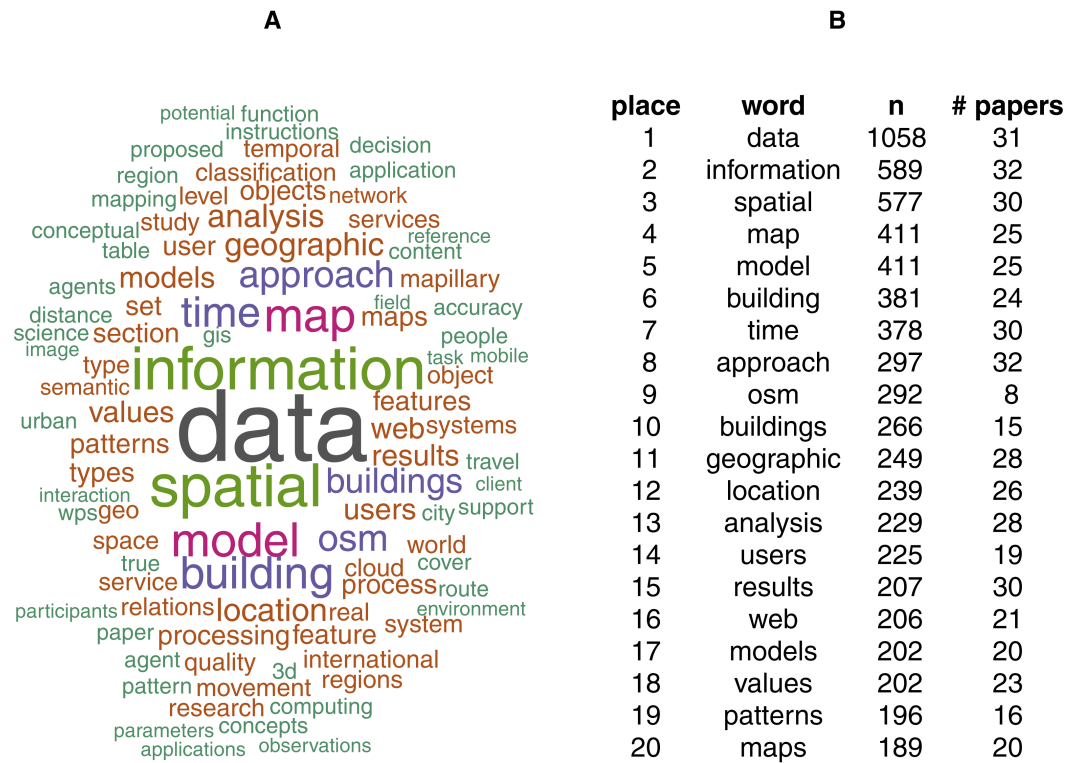 A
potential function
instructions
proposed temporal decision
region classification application
mapping level objects network
conceptual study analysis services
table user geographic reference
content
agents models approach mapillary
distance set time map field maps accuracy
science section gis people
image
type information task mobile
semantic object
urban values data features
patterns web systems
types results travel
interaction spatial buildings client
wps geo users city support
space model osm world
true building cloud cover
service process route
participants relations location real environment
paper processing feature system
agent quality 3d international
pattern movement regions
research computing
parameters concepts
applications observations
B
place word n # papers
1 data 1058 31
2 information 589 32
3 spatial 577 30
4 map 411 25
5 model 411 25
6 building 381 24
7 time 378 30
8 approach 297 32
9 osm 292 8
10 buildings 266 15
11 geographic 249 28
12 location 239 26
13 analysis 229 28
14 users 225 19
15 results 207 30
16 web 206 21
17 models 202 20
18 values 202 23
19 patterns 196 16
20 maps 189 20